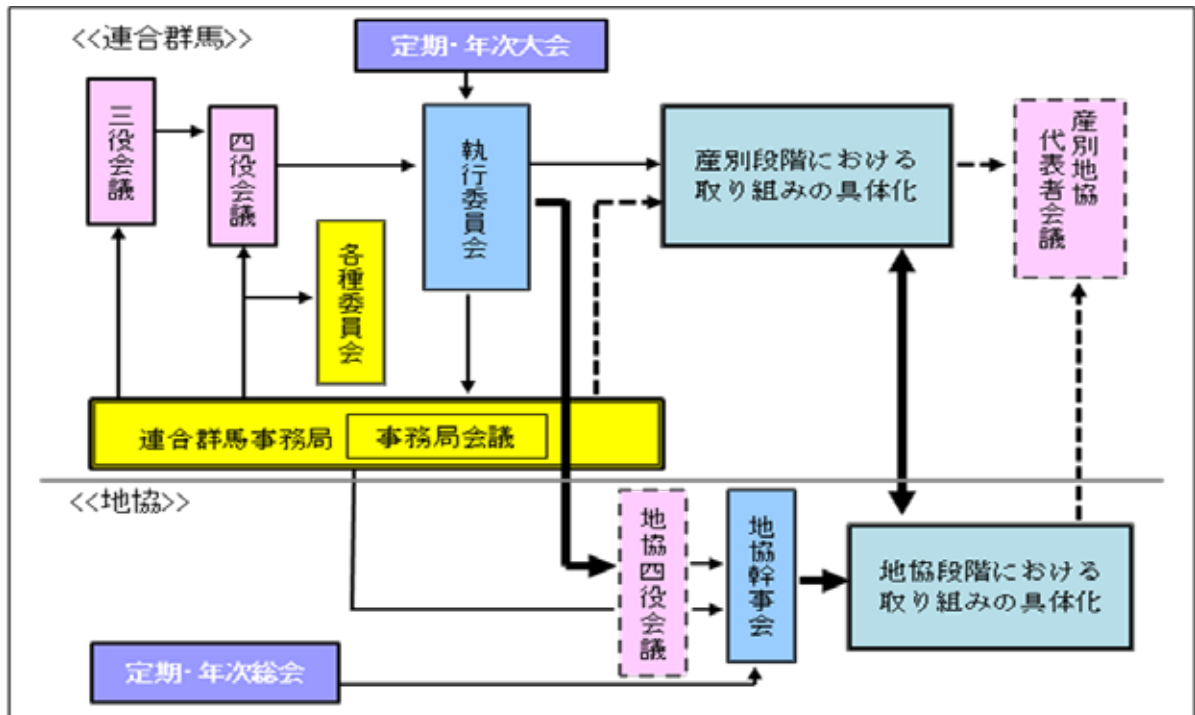 <<連合群馬>>
定期・年次大会
三役会議
四役会議
各種委員会
執行委員会
産別段階における
取り組みの具体化
産別地協
代表者会議
連合群馬事務局
事務局会議
<<地協>>
地協四役会議
地協幹事会
地協段階における
取り組みの具体化
定期・年次総会